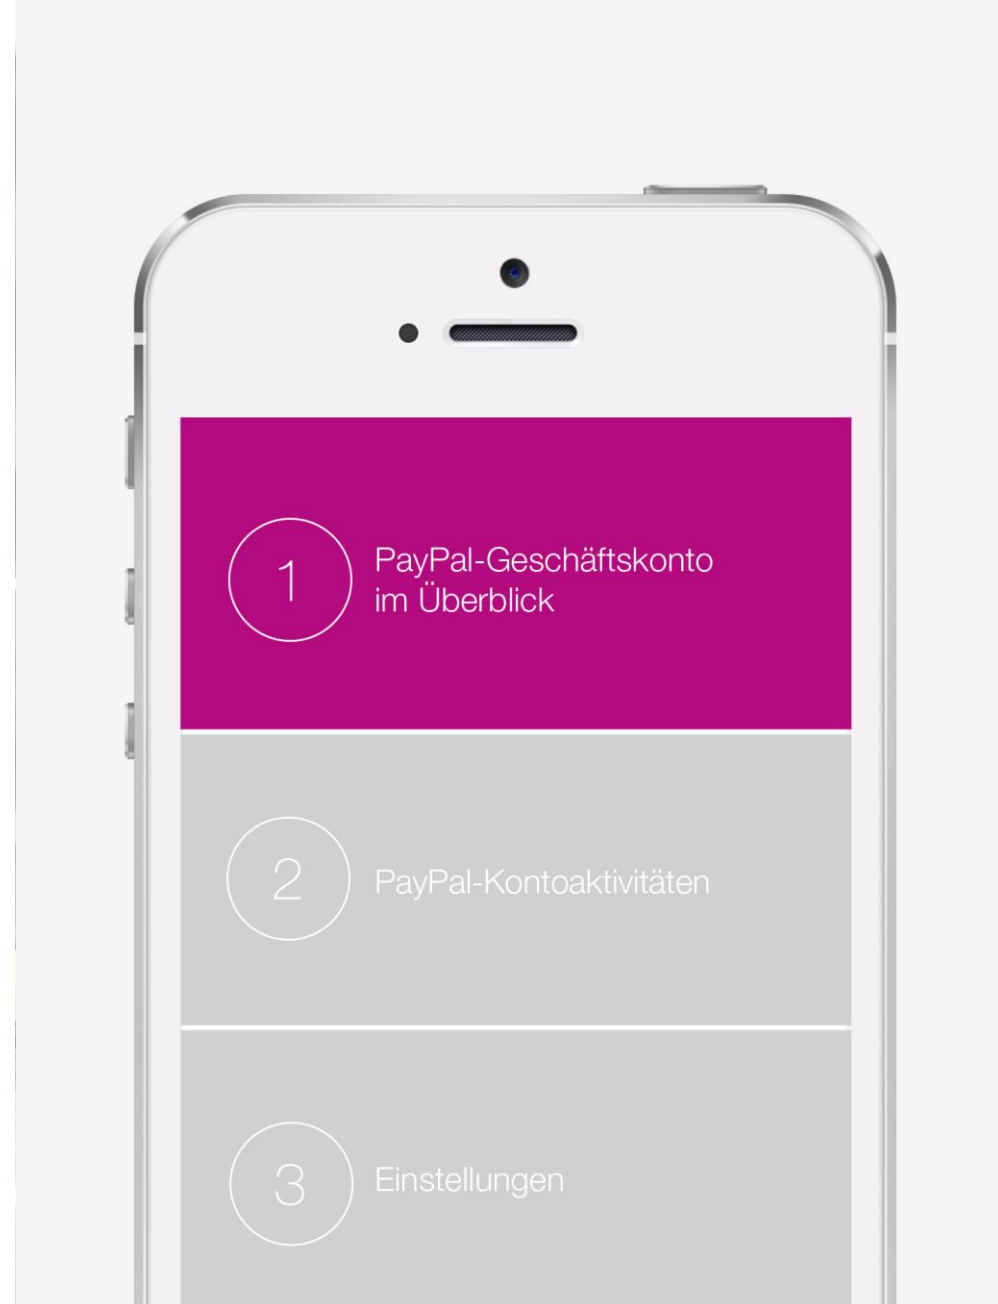 1
PayPal-Geschäftskonto
im Überblick
2
PayPal-Kontoaktivitäten
3
Einstellungen